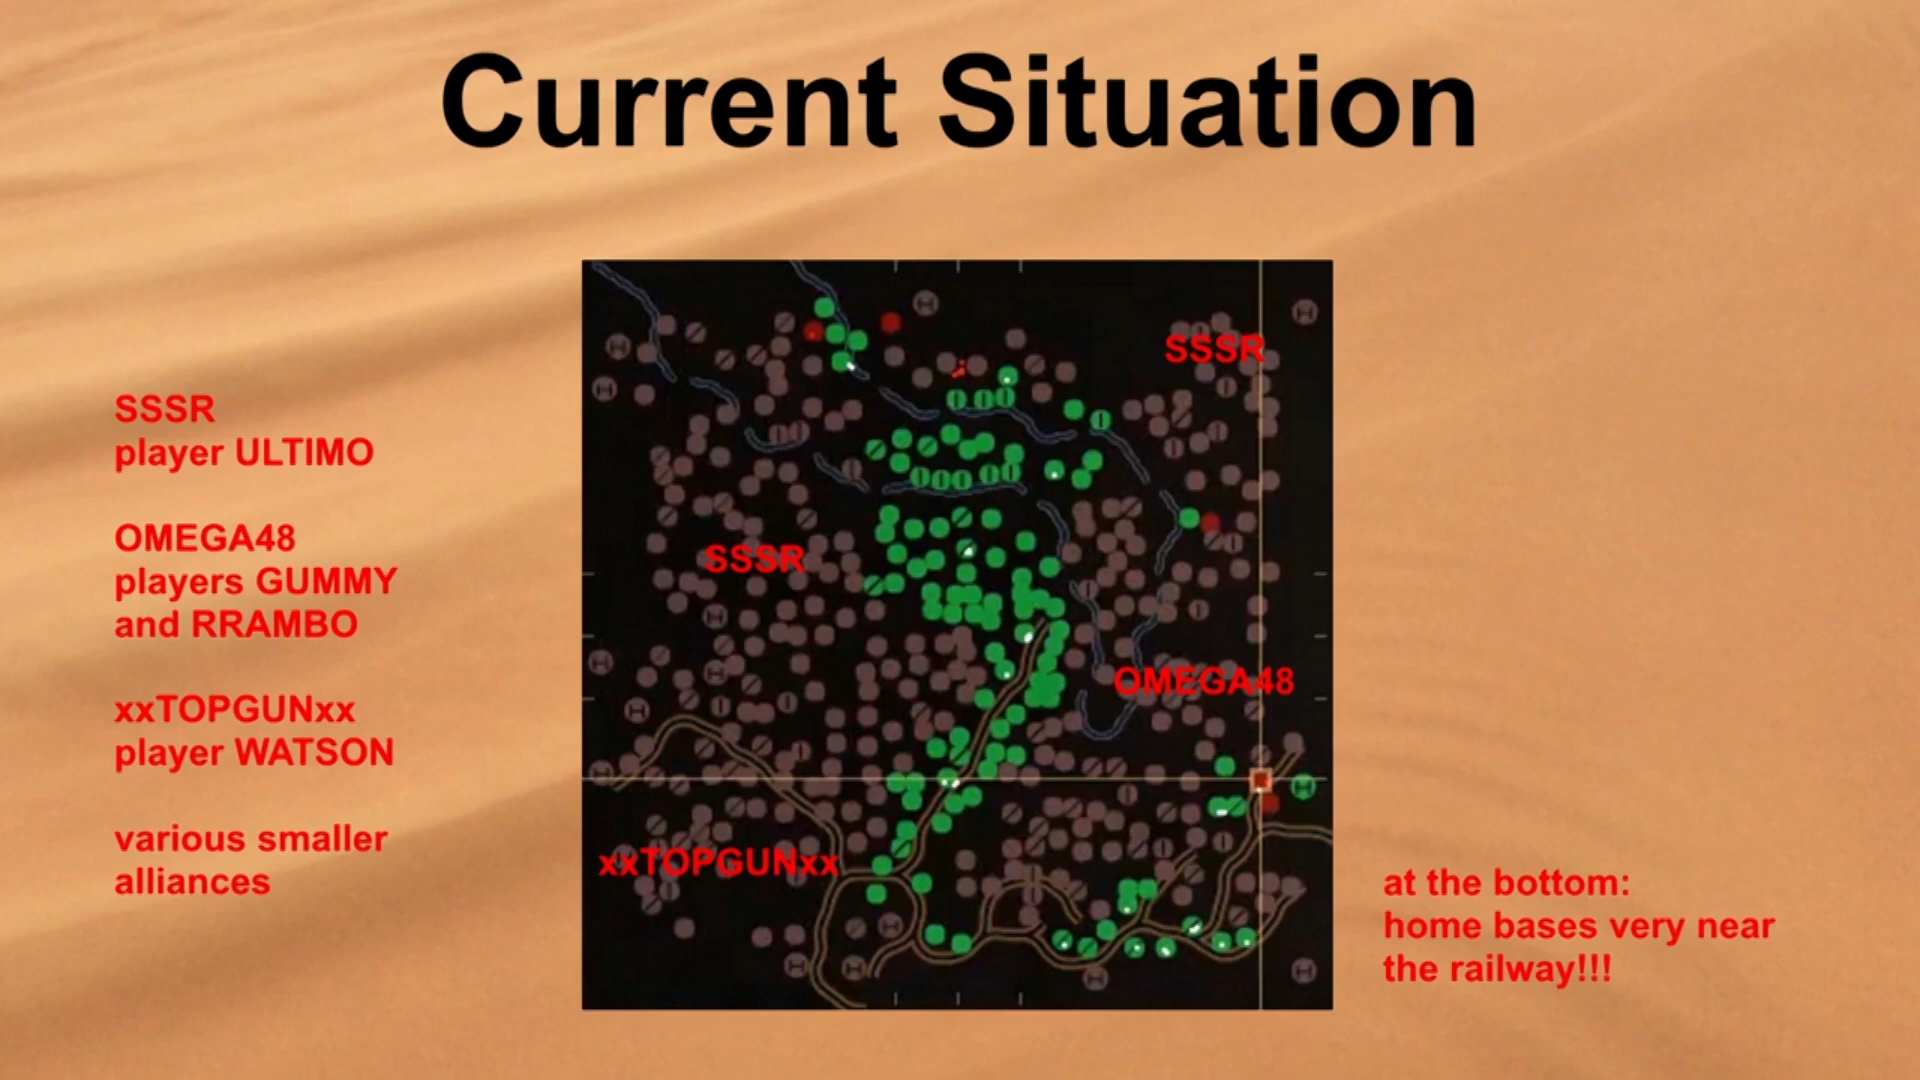 Current Situation
SSSR
player ULTIMO
OMEGA48
players GUMMY
and RRAMBO
xxTOPGUNxx
player WATSON
various smaller
alliances
SSSR
SSSR
OMEGA48
xxTOPGUNxx
at the bottom:
home bases very near
the railway!!!